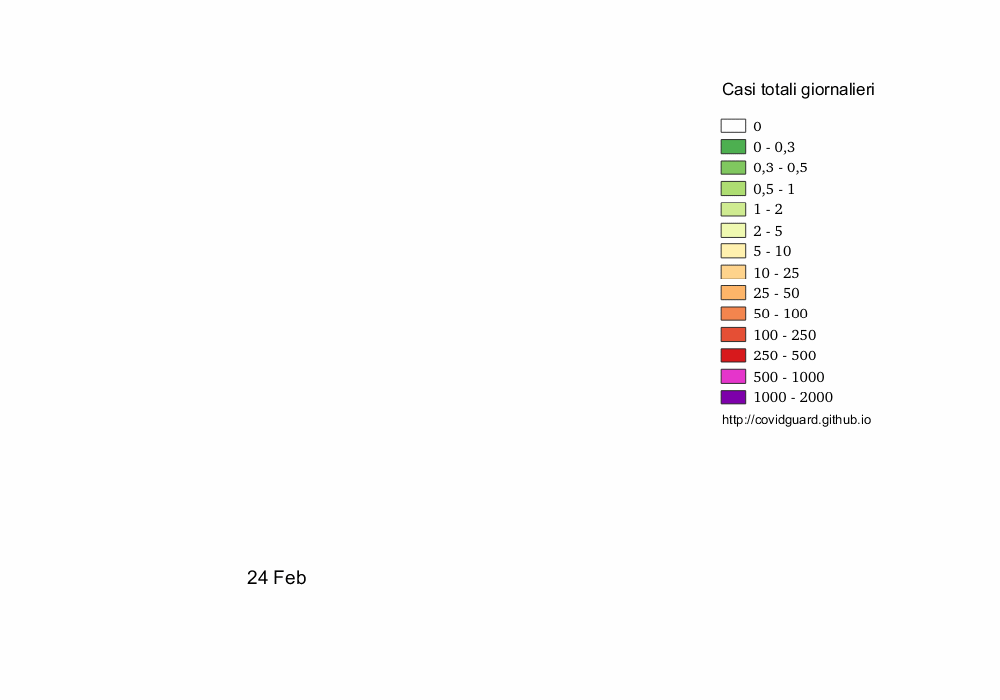 Casi totali giornalieri
0
0 - 0,3
0,3 - 0,5
0,5 - 1
1 - 2
2 - 5
5 - 10
10 - 25
25 - 50
50 - 100
100 - 250
250 - 500
500 - 1000
1000 - 2000
http://covidguard.github.io
24 Feb